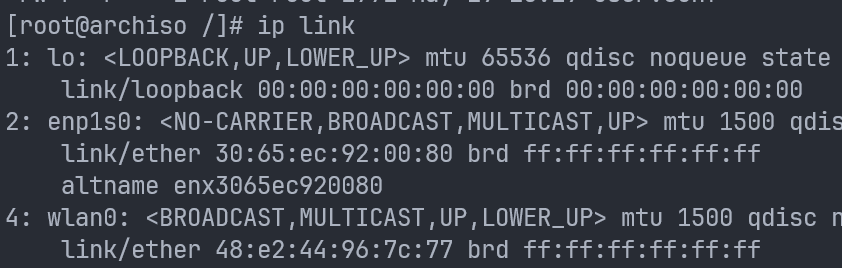 [root@archiso /]# ip link
1: lo: <LOOPBACK,UP,LOWER_UP> mtu 65536 qdisc noqueue state
link/loopback 00:00:00:00:00:00 brd 00:00:00:00:00:00
2: enp1s0: <NO-CARRIER,BROADCAST,MULTICAST,UP> mtu 1500 qdis
link/ether 30:65:ec:92:00:80 brd ff:ff:ff:ff:ff:ff
altname enx3065ec920080
4: wlan0: <BROADCAST,MULTICAST,UP,LOWER_UP> mtu 1500 qdisc n
link/ether 48:e2:44:96:7c:77 brd ff:ff:ff:ff:ff:ff